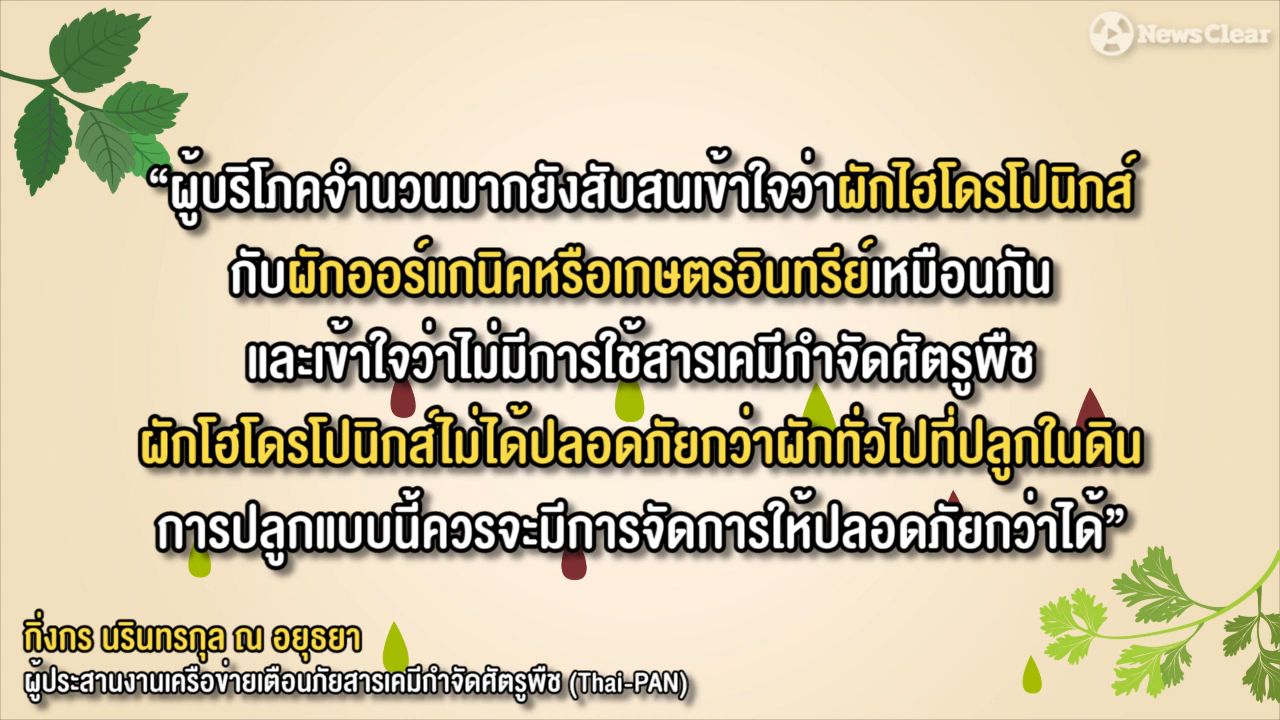 News Clear
“ผู้บริโภคจำนวนมากยังสับสนเข้าใจว่าผักไฮโดรโปนิกส์
กับผักออร์แกนิคหรือเกษตรอินทรีย์เหมือนกัน
และเข้าใจว่าไม่มีการใช้สารเคมีกำจัดศัตรูพืช
ผักโฮโดรโปนิกส์ไม่ได้ปลอดภัยกว่าผักทั่วไปที่ปลูกในดิน
การปลูกแบบนี้ควรจะมีการจัดการให้ปลอดภัยกว่าได้”
กิ่งกร นรินทรกุล ณ อยุธยา
ผู้ประสานงานเครือข่ายเตือนภัยสารเคมีกำจัดศัตรูพืช (Thai-PAN)